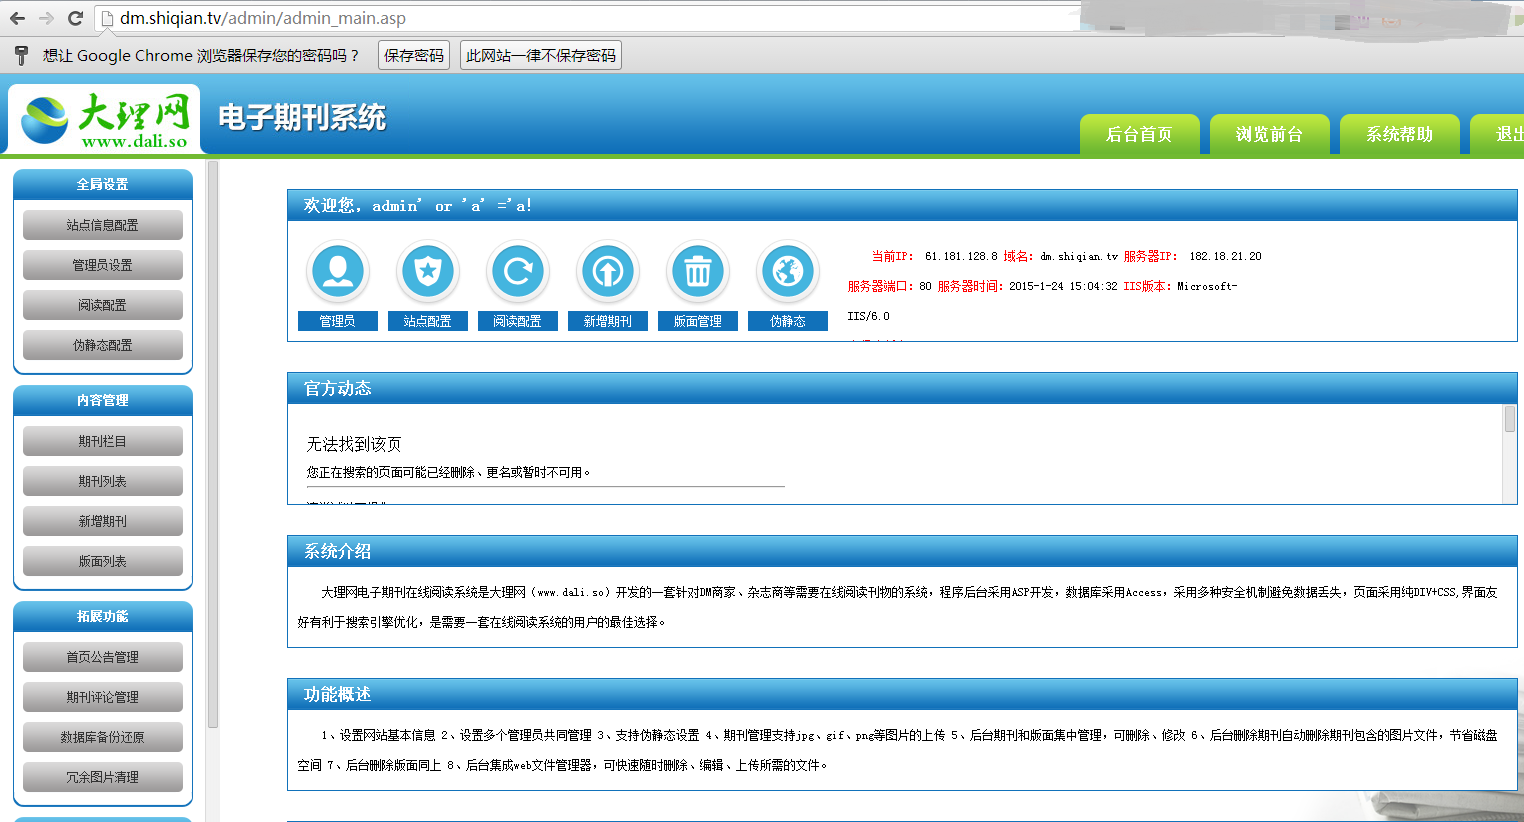 dm.shiqian.tv/admin/admin_main.asp
想让 Google Chrome 浏览器保存您的密码吗？ 保存密码 此网站一律不保存密码
大理网
www.dali.so
电子期刊系统
后台首页 浏览前台 系统帮助 退出
全局设置
站点信息配置
管理员设置
阅读配置
伪静态配置
内容管理
期刊栏目
期刊列表
新增期刊
版面列表
拓展功能
首页公告管理
期刊评论管理
数据库备份还原
冗余图片清理
欢迎您，admin' or 'a' ='a!
管理员 站点配置 阅读配置 新增期刊 版面管理 伪静态
当前IP： 61.181.128.8 域名：dm.shiqian.tv 服务器IP： 182.18.21.20
服务器端口：80 服务器时间：2015-1-24 15:04:32 IIS版本：Microsoft-
IIS/6.0
官方动态
无法找到该页
您正在搜索的页面可能已经删除、更名或暂时不可用。
系统介绍
大理网电子期刊在线阅读系统是大理网（www.dali.so）开发的一套针对DM商家、杂志商等需要在线阅读刊物的系统，程序后台采用ASP开发，数据库采用Access，采用多种安全机制避免数据丢失，页面采用纯DIV+CSS,界面友
好有利于搜索引擎优化，是需要一套在线阅读系统的用户的最佳选择。
功能概述
1、设置网站基本信息 2、设置多个管理员共同管理 3、支持伪静态设置 4、期刊管理支持jpg、gif、png等图片的上传 5、后台期刊和版面集中管理，可删除、修改 6、后台删除期刊自动删除期刊包含的图片文件，节省磁盘
空间 7、后台删除版面同上 8、后台集成web文件管理器，可快速随时删除、编辑、上传所需的文件。